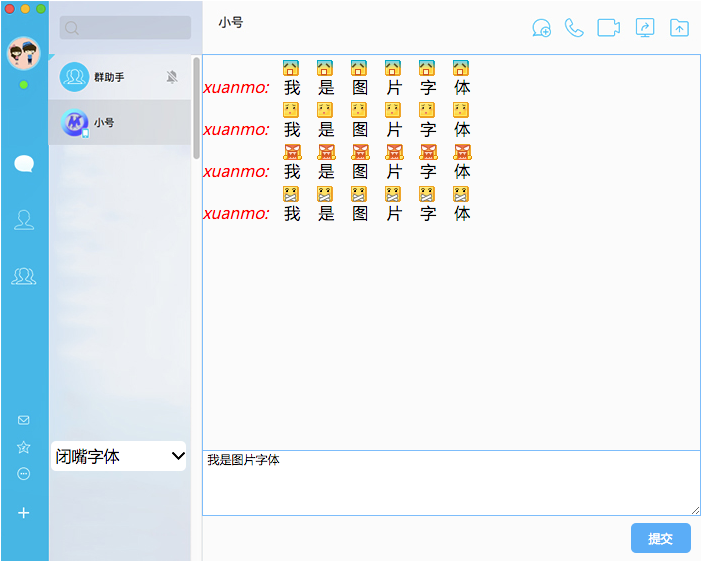 小号
群助手
小号
xuanmo: 我 是 图 片 字 体
xuanmo: 我 是 图 片 字 体
xuanmo: 我 是 图 片 字 体
xuanmo: 我 是 图 片 字 体
闭嘴字体
我是图片字体
提交